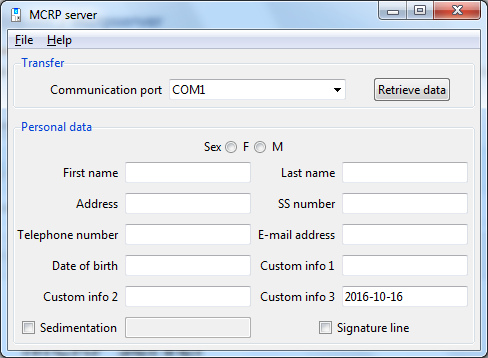 MCRP server
File Help
Transfer
Communication port COM1 Retrieve data
Personal data
Sex F M
First name Last name
Address SS number
Telephone number E-mail address
Date of birth Custom info 1
Custom info 2 Custom info 3 2016-10-16
Sedimentation Signature line